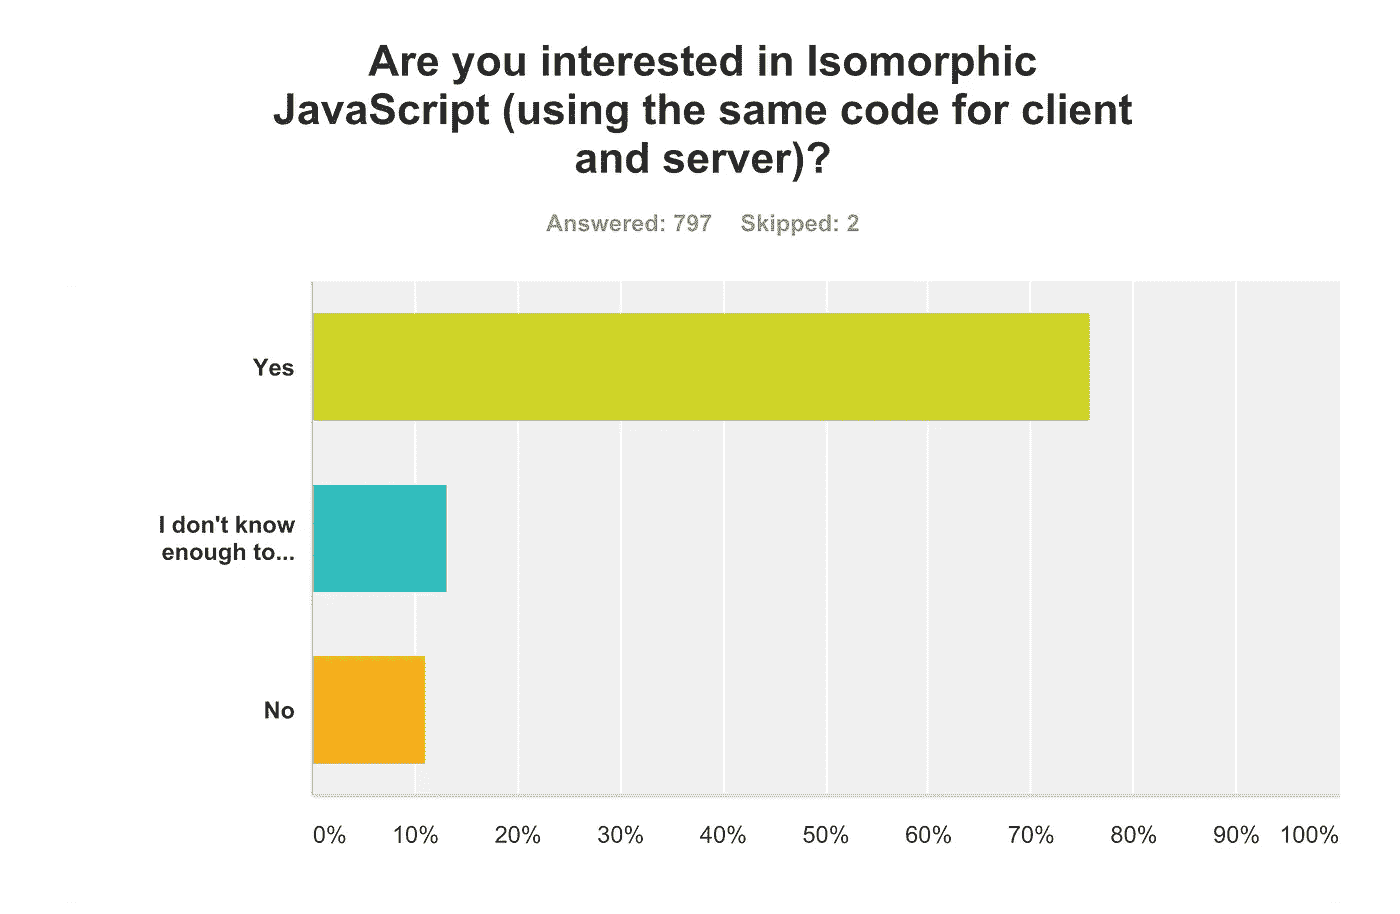 Are you interested in Isomorphic
JavaScript (using the same code for client
and server)?
Answered: 797 Skipped: 2
Yes
I don't know
enough to...
No
0% 10% 20% 30% 40% 50% 60% 70% 80% 90% 100%